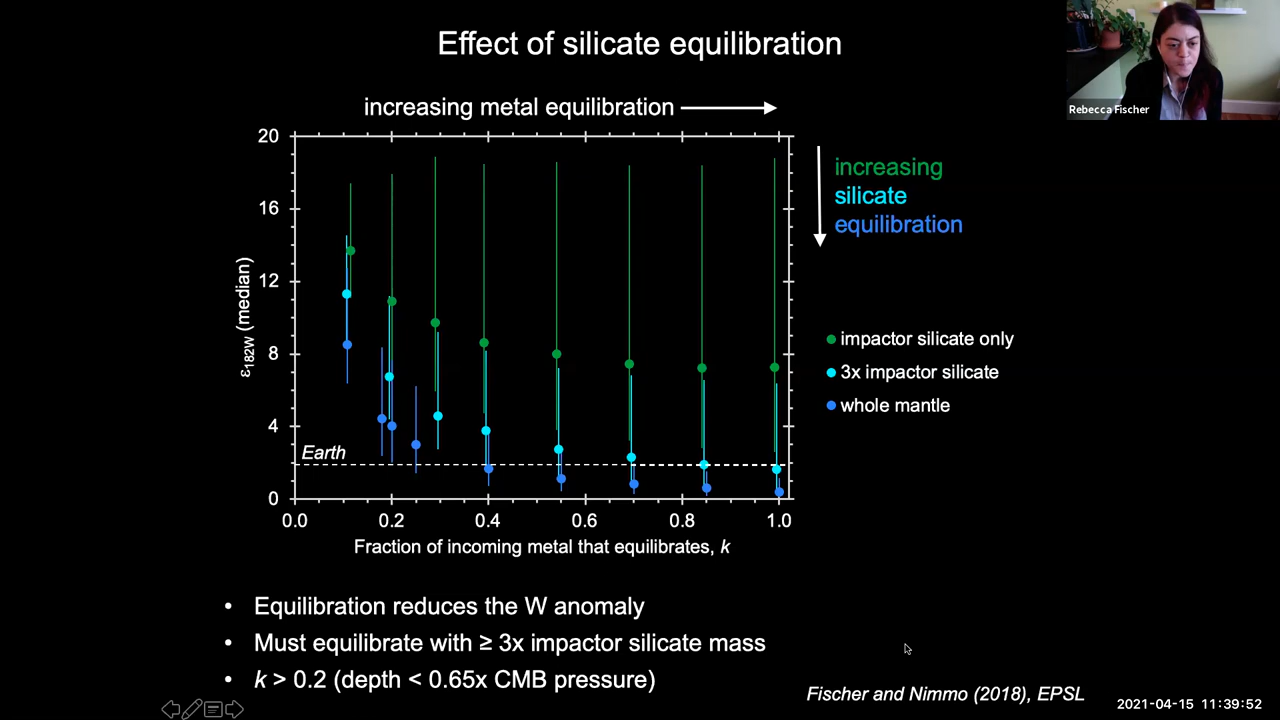 Effect of silicate equilibration
Rebecca Fischer
increasing metal equilibration
increasing
silicate
equilibration
20
16
12
8
4
0
ε182W (median)
Earth
impactor silicate only
3x impactor silicate
whole mantle
0.0 0.2 0.4 0.6 0.8 1.0
Fraction of incoming metal that equilibrates, k
• Equilibration reduces the W anomaly
• Must equilibrate with ≥ 3x impactor silicate mass
• k > 0.2 (depth < 0.65x CMB pressure)
Fischer and Nimmo (2018), EPSL
2021-04-15 11:39:52